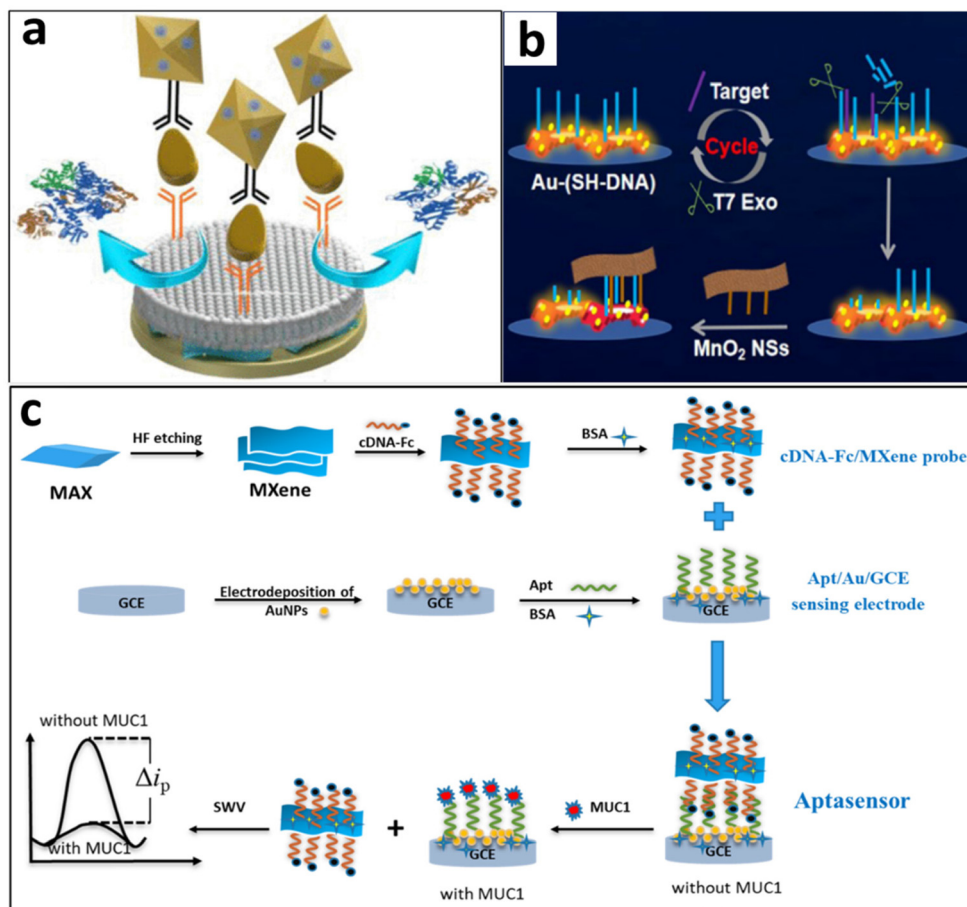 a
b
Target
Cycle
Au-(SH-DNA)
T7 Exo
MnO₂ NSs
c
HF etching
cDNA-Fc
BSA
MAX
MXene
cDNA-Fc/MXene probe
Electrodeposition of
AuNPs
GCE
GCE
Apt
BSA
GCE
Apt/Au/GCE
sensing electrode
without MUC1
Δip
with MUC1
SWV
MUC1
GCE
with MUC1
GCE
without MUC1
Aptasensor